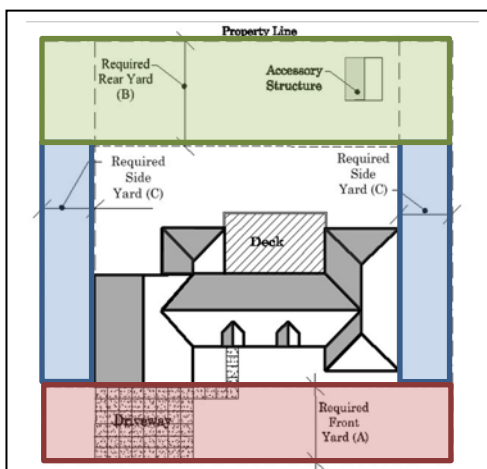 Property Line
Required
Rear Yard
(B)
Accessory
Structure
Required
Side
Yard (C)
Required
Side
Yard (C)
Deck
Driveway
Required
Front
Yard (A)